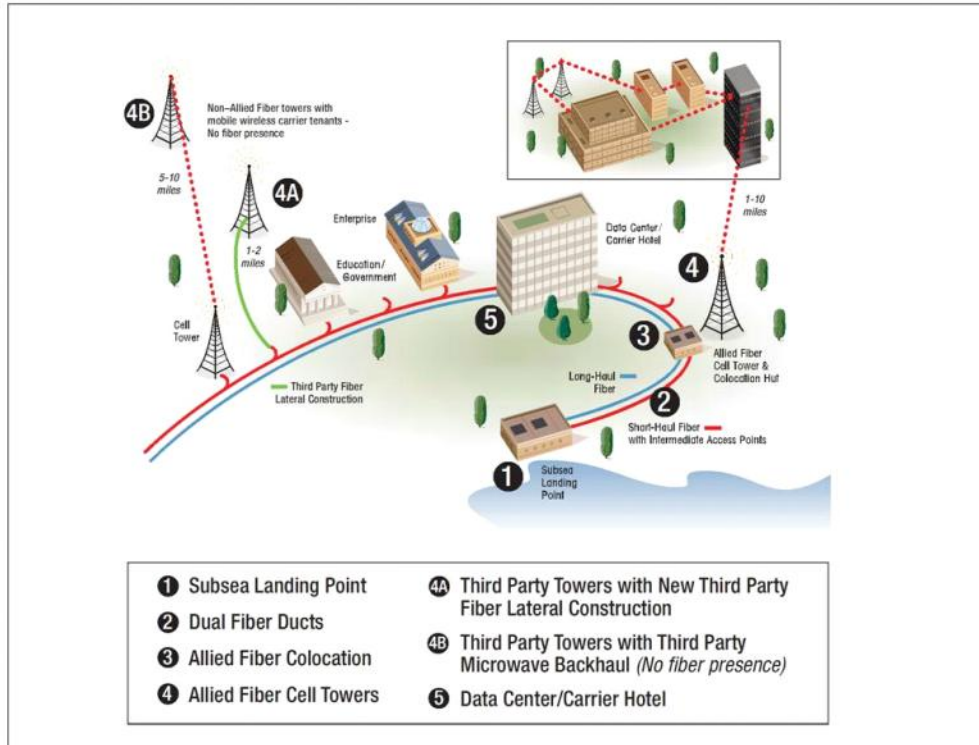 4B
Non–Allied Fiber towers with
mobile wireless carrier tenants -
No fiber presence
5-10
miles
4A
1-2
miles
Enterprise
Education/
Government
Data Center/
Carrier Hotel
1-10
miles
4
Cell
Tower
5
3
Allied Fiber
Cell Tower &
Colocation Hut
Third Party Fiber
Lateral Construction
Long-Haul
Fiber
2
Short-Haul Fiber
with Intermediate Access Points
1
Subsea
Landing
Point
1 Subsea Landing Point
2 Dual Fiber Ducts
3 Allied Fiber Colocation
4 Allied Fiber Cell Towers
4A Third Party Towers with New Third Party
Fiber Lateral Construction
4B Third Party Towers with Third Party
Microwave Backhaul (No fiber presence)
5 Data Center/Carrier Hotel